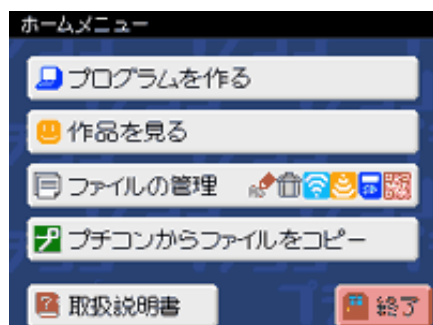 ホームメニュー
プログラムを作る
作品を見る
ファイルの管理
プチコンからファイルをコピー
取扱説明書
終了